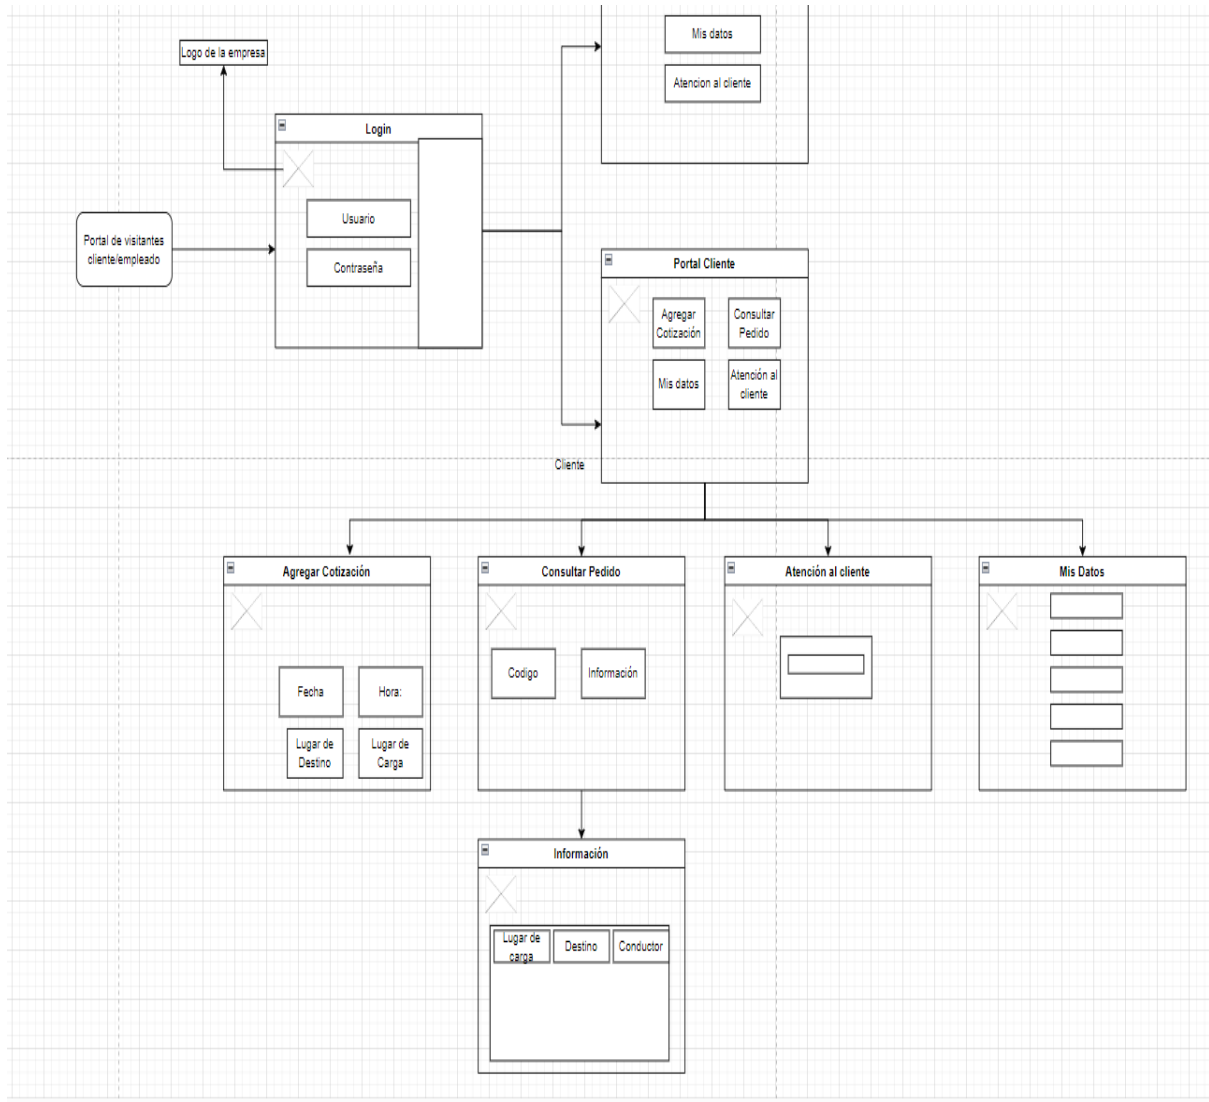 Mis datos
Atencion al cliente
Logo de la empresa
Login
Usuario
Contraseña
Portal de visitantes
cliente/empleado
Portal Cliente
Agregar
Cotización
Consultar
Pedido
Mis datos
Atención al
cliente
Cliente
Agregar Cotización
Fecha
Hora:
Lugar de
Destino
Lugar de
Carga
Consultar Pedido
Codigo
Información
Atención al cliente
Mis Datos
Información
Lugar de
carga
Destino
Conductor